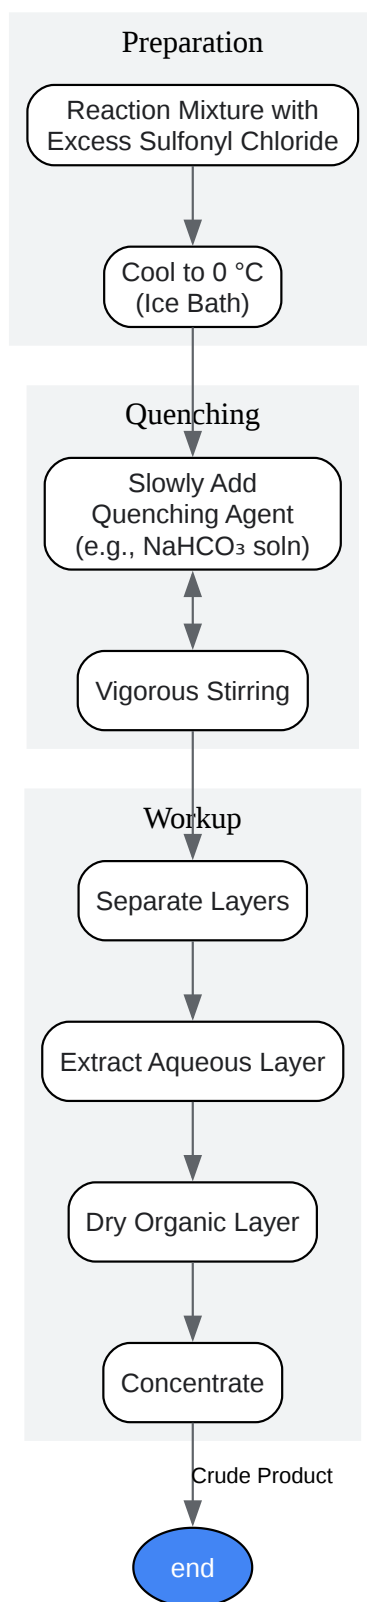 Preparation
Reaction Mixture with
Excess Sulfonyl Chloride
Cool to 0 °C
(Ice Bath)
Quenching
Slowly Add
Quenching Agent
(e.g., NaHCO₃ soln)
Vigorous Stirring
Workup
Separate Layers
Extract Aqueous Layer
Dry Organic Layer
Concentrate
Crude Product
end